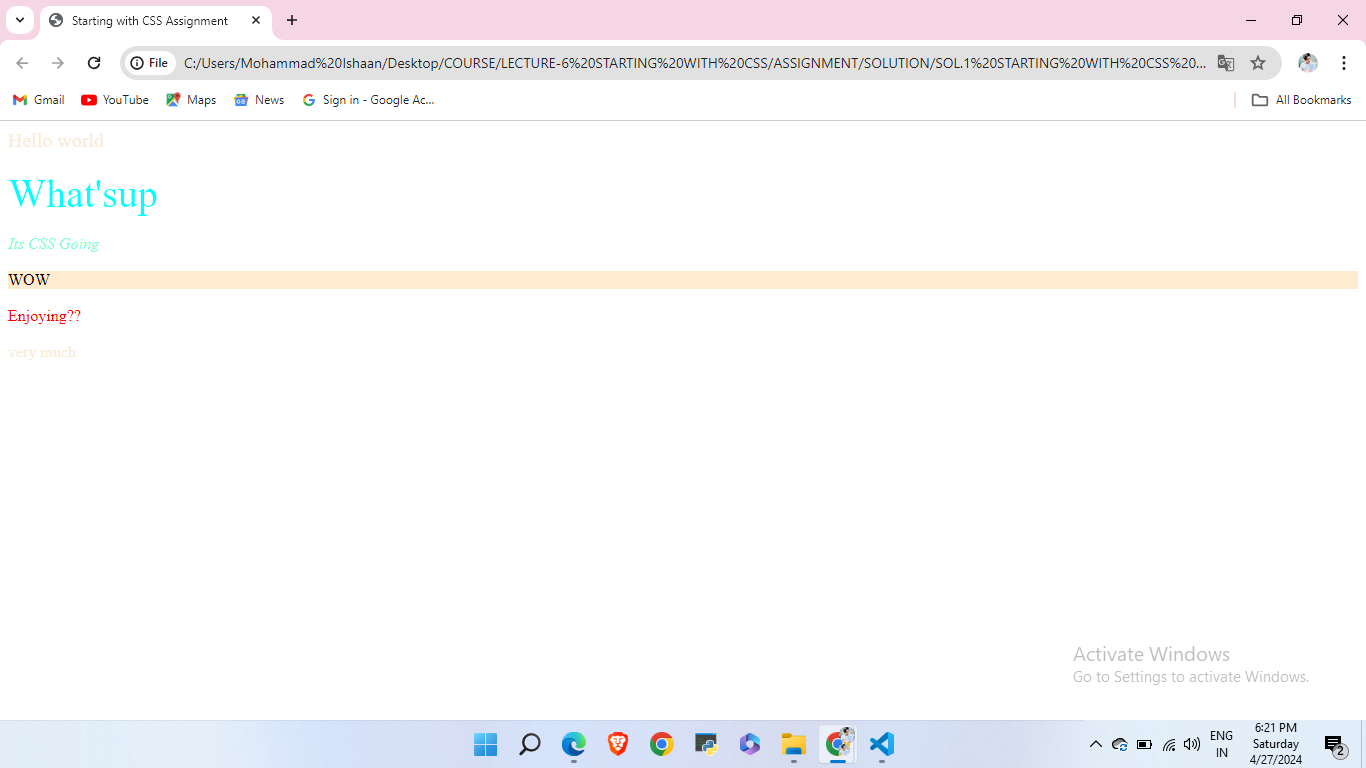 Starting with CSS Assignment
File
C:/Users/Mohammad%20Ishaan/Desktop/COURSE/LECTURE-6%20STARTING%20WITH%20CSS/ASSIGNMENT/SOLUTION/SOL.1%20STARTING%20WITH%20CSS%20...
Gmail YouTube Maps News Sign in - Google Ac... All Bookmarks
Hello world
What'sup
Its CSS Going
WOW
Enjoying??
very much
Activate Windows
Go to Settings to activate Windows.
ENG
IN
6:21 PM
Saturday
4/27/2024
2